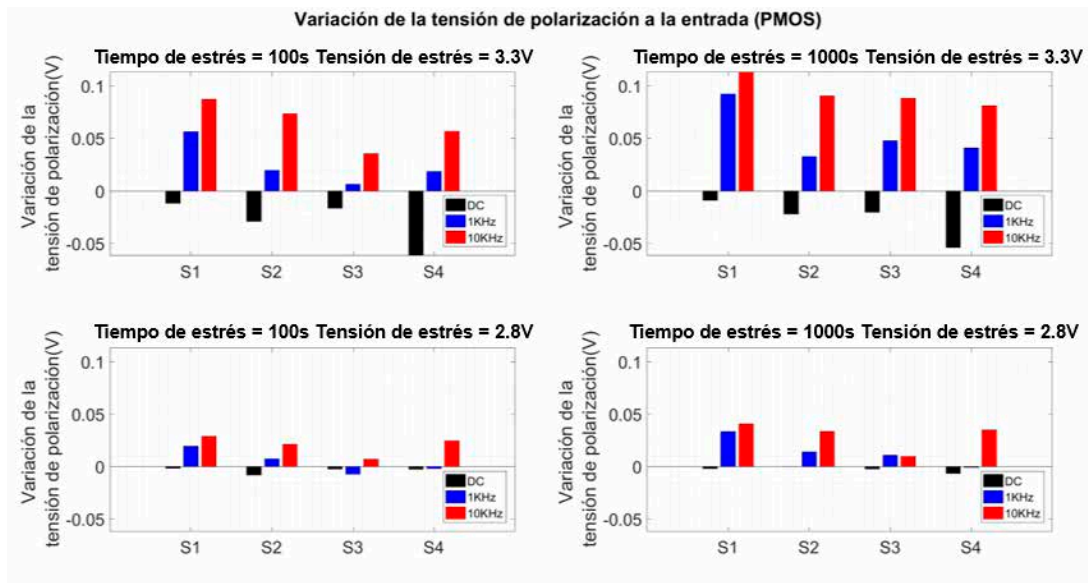 Variación de la tensión de polarización a la entrada (PMOS)
Tiempo de estrés = 100s Tensión de estrés = 3.3V
Variación de la
tensión de polarización(V)
0.1
0.05
0
-0.05
S1 S2 S3 S4
DC
1KHz
10KHz
Tiempo de estrés = 1000s Tensión de estrés = 3.3V
Variación de la
tensión de polarización(V)
0.1
0.05
0
-0.05
S1 S2 S3 S4
DC
1KHz
10KHz
Tiempo de estrés = 100s Tensión de estrés = 2.8V
Variación de la
tensión de polarización(V)
0.1
0.05
0
-0.05
S1 S2 S3 S4
DC
1KHz
10KHz
Tiempo de estrés = 1000s Tensión de estrés = 2.8V
Variación de la
tensión de polarización(V)
0.1
0.05
0
-0.05
S1 S2 S3 S4
DC
1KHz
10KHz